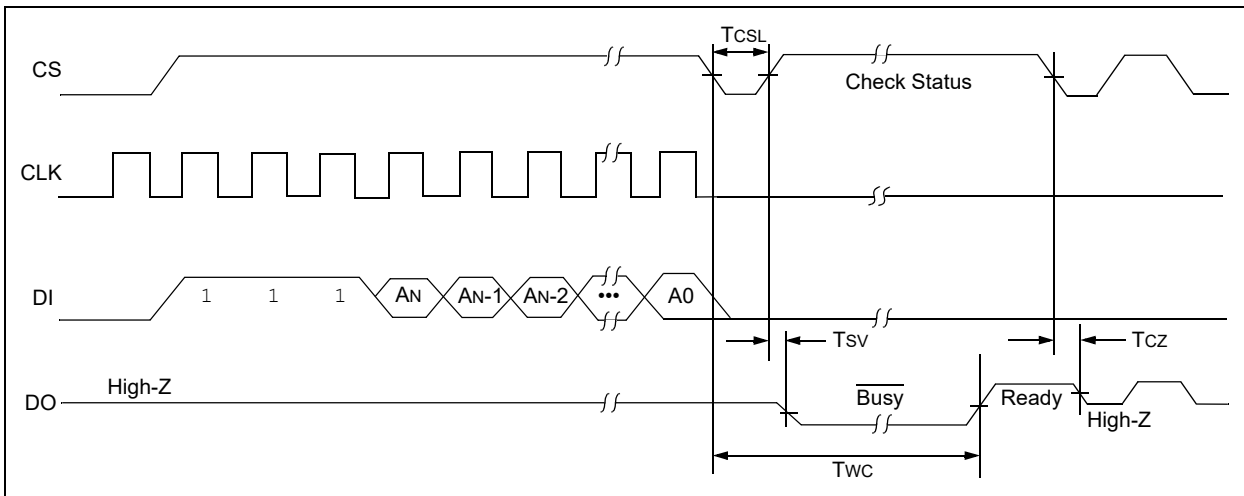 TCSL
CS
Check Status
CLK
DI
1 1 1 AN AN-1 AN-2 ••• A0
TSV
TCZ
High-Z
DO
Busy
Ready
High-Z
TWC